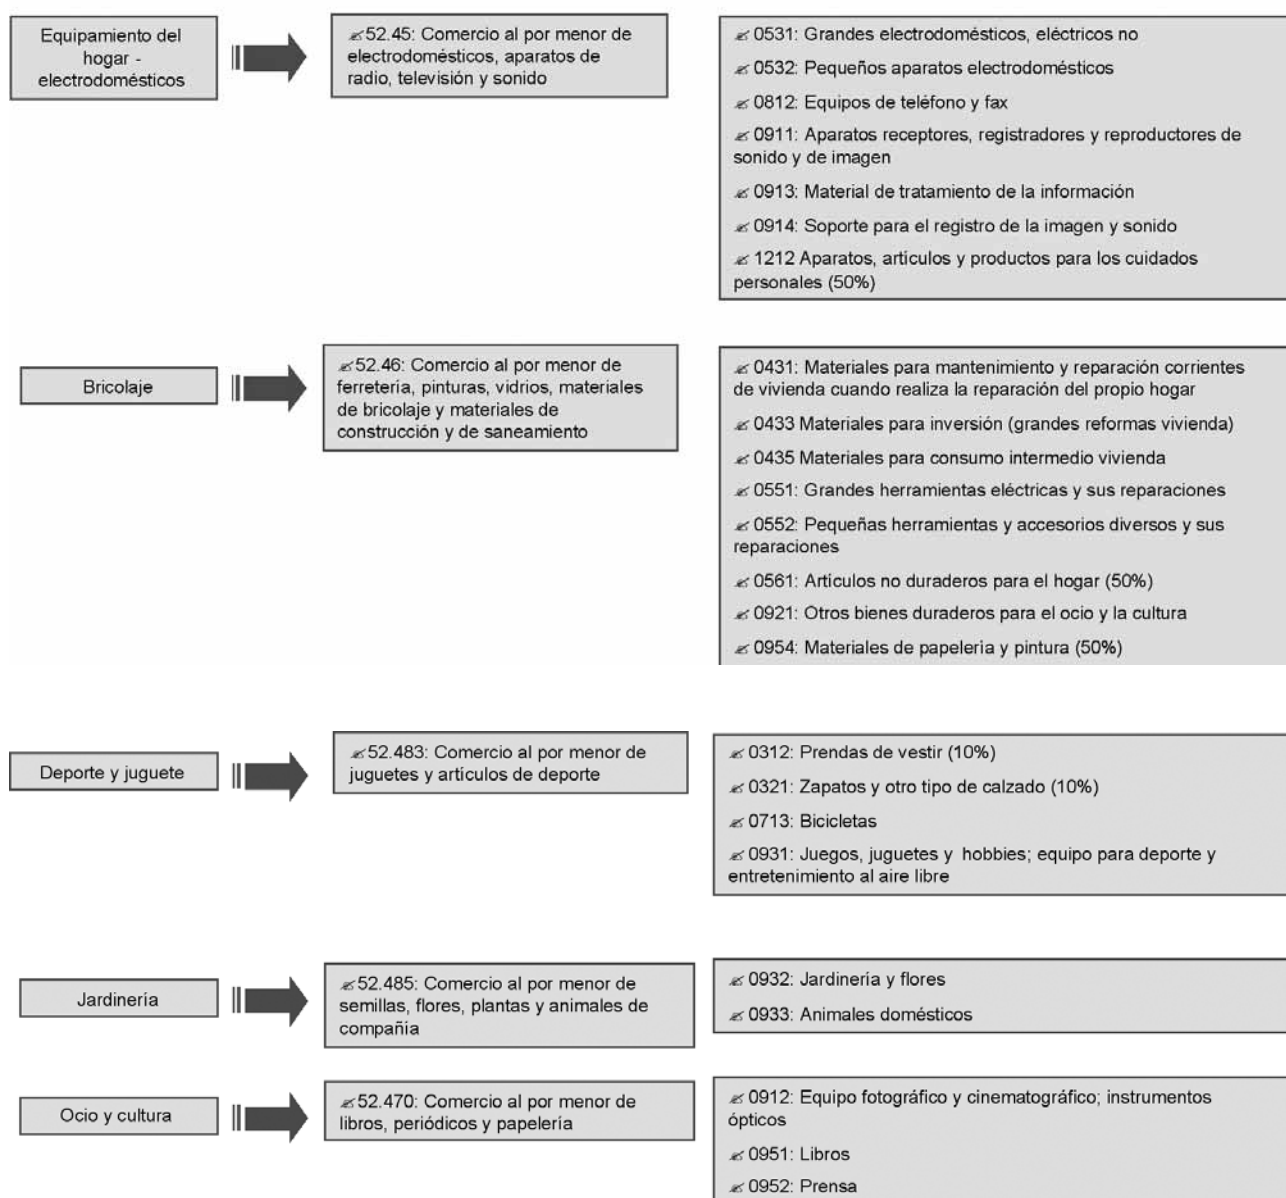 Equipamiento del
hogar -
electrodomésticos
52.45: Comercio al por menor de
electrodomésticos, aparatos de
radio, televisión y sonido
0531: Grandes electrodomésticos, eléctricos no
0532: Pequeños aparatos electrodomésticos
0812: Equipos de teléfono y fax
0911: Aparatos receptores, registradores y reproductores de
sonido y de imagen
0913: Material de tratamiento de la información
0914: Soporte para el registro de la imagen y sonido
1212 Aparatos, artículos y productos para los cuidados
personales (50%)
Bricolaje
52.46: Comercio al por menor de
ferretería, pinturas, vidrios, materiales
de bricolaje y materiales de
construcción y de saneamiento
0431: Materiales para mantenimiento y reparación corrientes
de vivienda cuando realiza la reparación del propio hogar
0433 Materiales para inversión (grandes reformas vivienda)
0435 Materiales para consumo intermedio vivienda
0551: Grandes herramientas eléctricas y sus reparaciones
0552: Pequeñas herramientas y accesorios diversos y sus
reparaciones
0561: Artículos no duraderos para el hogar (50%)
0921: Otros bienes duraderos para el ocio y la cultura
0954: Materiales de papelería y pintura (50%)
Deporte y juguete
52.483: Comercio al por menor de
juguetes y artículos de deporte
0312: Prendas de vestir (10%)
0321: Zapatos y otro tipo de calzado (10%)
0713: Bicicletas
0931: Juegos, juguetes y hobbies; equipo para deporte y
entretenimiento al aire libre
Jardinería
52.485: Comercio al por menor de
semillas, flores, plantas y animales de
compañía
0932: Jardinería y flores
0933: Animales domésticos
Ocio y cultura
52.470: Comercio al por menor de
libros, periódicos y papelería
0912: Equipo fotográfico y cinematográfico; instrumentos
ópticos
0951: Libros
0952: Prensa